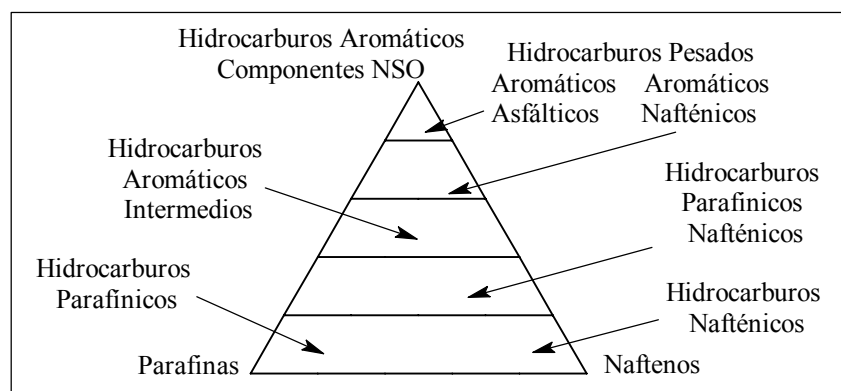 Hidrocarburos Aromáticos
Componentes NSO
Hidrocarburos Pesados
Aromáticos Aromáticos
Asfálticos Nafténicos
Hidrocarburos
Aromáticos
Intermedios
Hidrocarburos
Parafinicos
Nafténicos
Hidrocarburos
Parafínicos
Hidrocarburos
Nafténicos
Parafinas
Naftenos